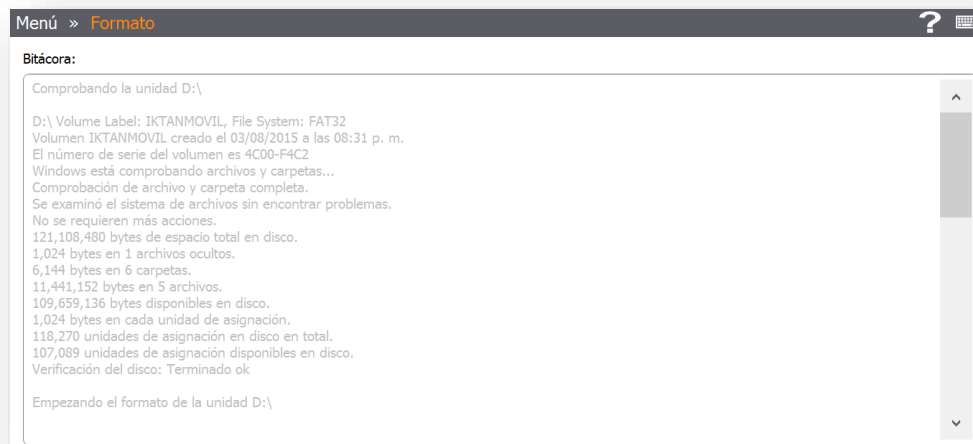 Menú » Formato
Bitácora:
Comprobando la unidad D:\
D:\ Volume Label: IKTANMOVIL, File System: FAT32
Volumen IKTANMOVIL creado el 03/08/2015 a las 08:31 p. m.
El número de serie del volumen es 4C00-F4C2
Windows está comprobando archivos y carpetas...
Comprobación de archivo y carpeta completa.
Se examinó el sistema de archivos sin encontrar problemas.
No se requieren más acciones.
121,108,480 bytes de espacio total en disco.
1,024 bytes en 1 archivos ocultos.
6,144 bytes en 6 carpetas.
11,441,152 bytes en 5 archivos.
109,659,136 bytes disponibles en disco.
1,024 bytes en cada unidad de asignación.
118,270 unidades de asignación en disco en total.
107,089 unidades de asignación disponibles en disco.
Verificación del disco: Terminado ok
Empezando el formato de la unidad D:\